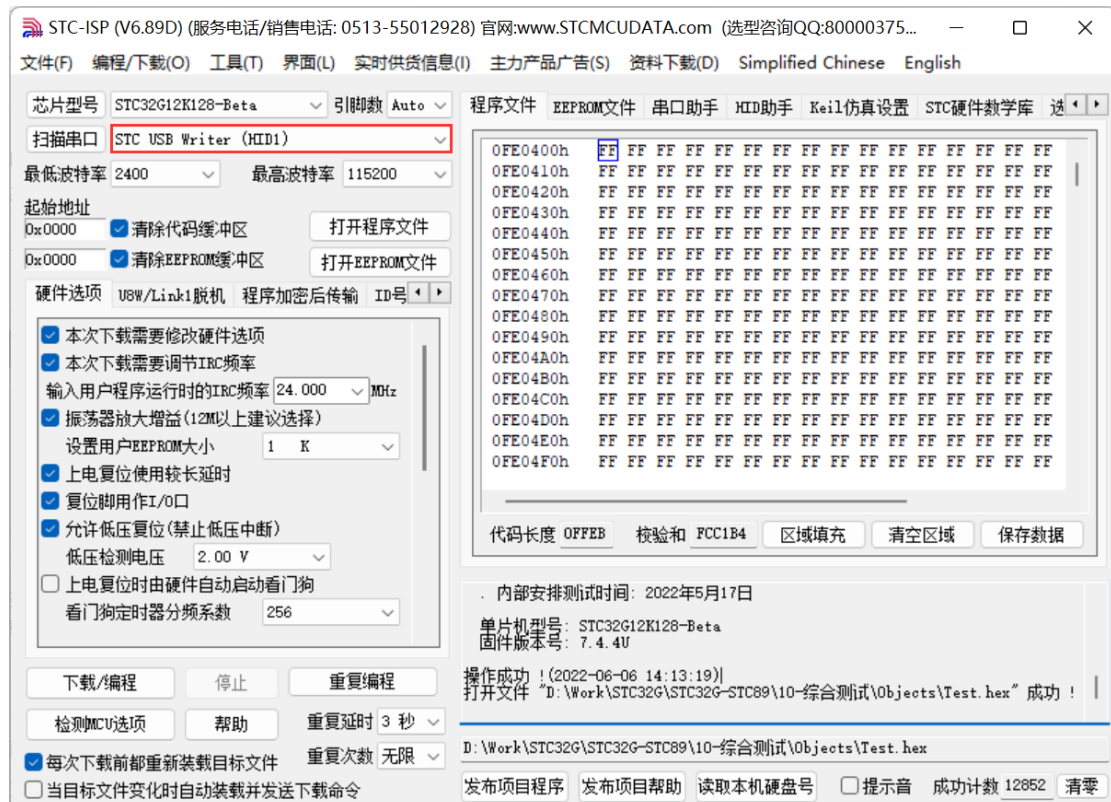 STC-ISP (V6.89D) (服务电话/销售电话: 0513-55012928) 官网:www.STCMCUDATA.com (选型咨询QQ:80000375...
文件(F) 编程/下载(O) 工具(T) 界面(L) 实时供货信息(I) 主力产品广告(S) 资料下载(D) Simplified Chinese English
芯片型号 STC32G12K128-Beta 引脚数 Auto
扫描串口 STC USB Writer (HID1)
最低波特率 2400 最高波特率 115200
起始地址
0x0000 清除代码缓冲区 打开程序文件
0x0000 清除EEPROM缓冲区 打开EEPROM文件
硬件选项 U8W/Link1脱机 程序加密后传输 ID号
本次下载需要修改硬件选项
本次下载需要调节IRC频率
输入用户程序运行时的IRC频率 24.000 MHz
振荡器放大增益(12M以上建议选择)
设置用户EEPROM大小 1 K
上电复位使用较长延时
复位脚用作I/O口
允许低压复位(禁止低压中断)
低压检测电压 2.00 V
上电复位时由硬件自动启动看门狗
看门狗定时器分频系数 256
下载/编程 停止 重复编程
检测MCU选项 帮助 重复延时 3 秒
每次下载前都重新装载目标文件 重复次数 无限
当目标文件变化时自动装载并发送下载命令
程序文件 EEPROM文件 串口助手 HID助手 Keil仿真设置 STC硬件数学库 选
0FE0400h FF FF FF FF FF FF FF FF FF FF FF FF FF FF FF FF
0FE0410h FF FF FF FF FF FF FF FF FF FF FF FF FF FF FF FF
0FE0420h FF FF FF FF FF FF FF FF FF FF FF FF FF FF FF FF
0FE0430h FF FF FF FF FF FF FF FF FF FF FF FF FF FF FF FF
0FE0440h FF FF FF FF FF FF FF FF FF FF FF FF FF FF FF FF
0FE0450h FF FF FF FF FF FF FF FF FF FF FF FF FF FF FF FF
0FE0460h FF FF FF FF FF FF FF FF FF FF FF FF FF FF FF FF
0FE0470h FF FF FF FF FF FF FF FF FF FF FF FF FF FF FF FF
0FE0480h FF FF FF FF FF FF FF FF FF FF FF FF FF FF FF FF
0FE0490h FF FF FF FF FF FF FF FF FF FF FF FF FF FF FF FF
0FE04A0h FF FF FF FF FF FF FF FF FF FF FF FF FF FF FF FF
0FE04B0h FF FF FF FF FF FF FF FF FF FF FF FF FF FF FF FF
0FE04C0h FF FF FF FF FF FF FF FF FF FF FF FF FF FF FF FF
0FE04D0h FF FF FF FF FF FF FF FF FF FF FF FF FF FF FF FF
0FE04E0h FF FF FF FF FF FF FF FF FF FF FF FF FF FF FF FF
0FE04F0h FF FF FF FF FF FF FF FF FF FF FF FF FF FF FF FF
代码长度 0FFEB 校验和 FCC1B4 区域填充 清空区域 保存数据
. 内部安排测试时间: 2022年5月17日
单片机型号: STC32G12K128-Beta
固件版本号: 7.4.4U
操作成功 !(2022-06-06 14:13:19)
打开文件 "D:\Work\STC32G\STC32G-STC89\10-综合测试\Objects\Test.hex" 成功 !
D:\Work\STC32G\STC32G-STC89\10-综合测试\Objects\Test.hex
发布项目程序 发布项目帮助 读取本机硬盘号 提示音 成功计数 12852 清零